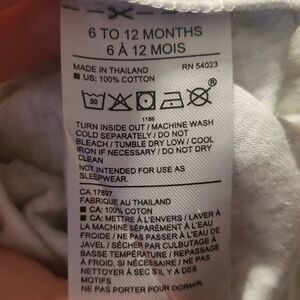 6 TO 12 MONTHS
6 À 12 MOIS
MADE IN THAILAND RN 54023
■ US: 100% COTTON
30
1186
TURN INSIDE OUT / MACHINE WASH
COLD SEPARATELY / DO NOT
BLEACH / TUMBLE DRY LOW / COOL
IRON IF NECESSARY / DO NOT DRY
CLEAN
NOT INTENDED FOR USE AS
SLEEPWEAR.
CA 17897
FABRIQUÉ AU THAILAND
■ CA: 100% COTON
■ CA: METTRE À L'ENVERS / LAVER À
LA MACHINE SÉPARÉMENT À L'EAU
FROIDE / NE PAS PASSER À L'EAU DE
JAVEL / SÉCHER PAR CULBUTAGE À
BASSE TEMPÉRATURE / REPASSAGE
À FROID, SI NÉCESSAIRE / NE PAS
NETTOYER À SEC S'IL Y A DES
MOTIFS
NE PAS PORTER POUR DORMIR.